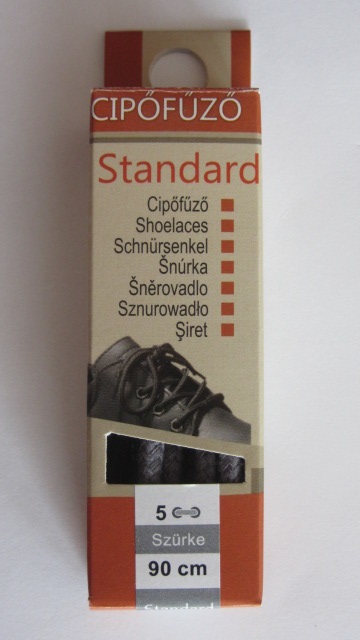 CIPŐFŰZŐ
Standard
Cipőfűző
Shoelaces
Schnürsenkel
Šnúrka
Šněrovadlo
Sznurowadło
Şiret
5
Szürke
90 cm
Standard